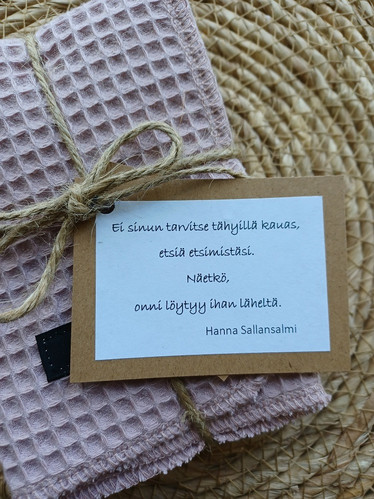 Ei sinun tarvitse tähyillä kauas,
etsiä etsimistäsi.
Näetkö,
onni löytyy ihan läheltä.
Hanna Sallansalmi